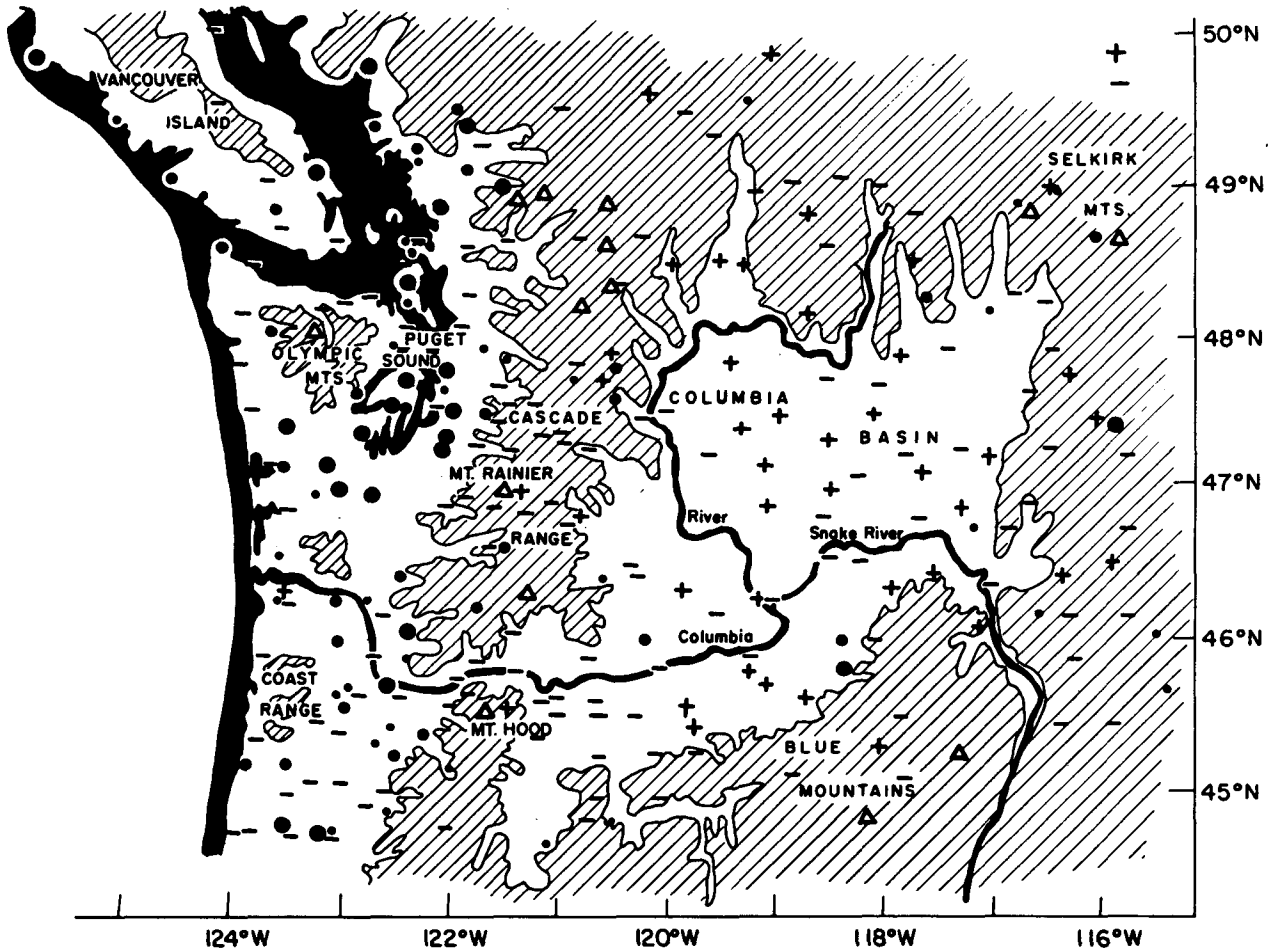 50°N
VANCOUVER
ISLAND
SELKIRK
49°N
MTS.
48°N
OLYMPIC
MTS.
PUGET
SOUND
COLUMBIA
CASCADE
BASIN
MT. RAINIER
47°N
River
RANGE
Snake River
Columbia
46°N
COAST
RANGE
MT. HOOD
BLUE
MOUNTAINS
45°N
124°W
122°W
120°W
118°W
116°W